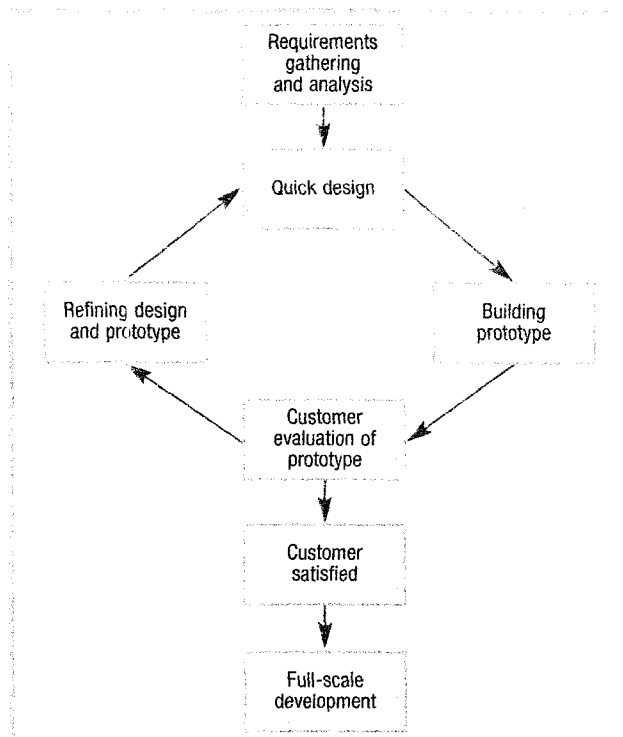 Requirements
gathering
and analysis
Quick design
Refining design
and prototype
Building
prototype
Customer
evaluation of
prototype
Customer
satisfied
Full-scale
development